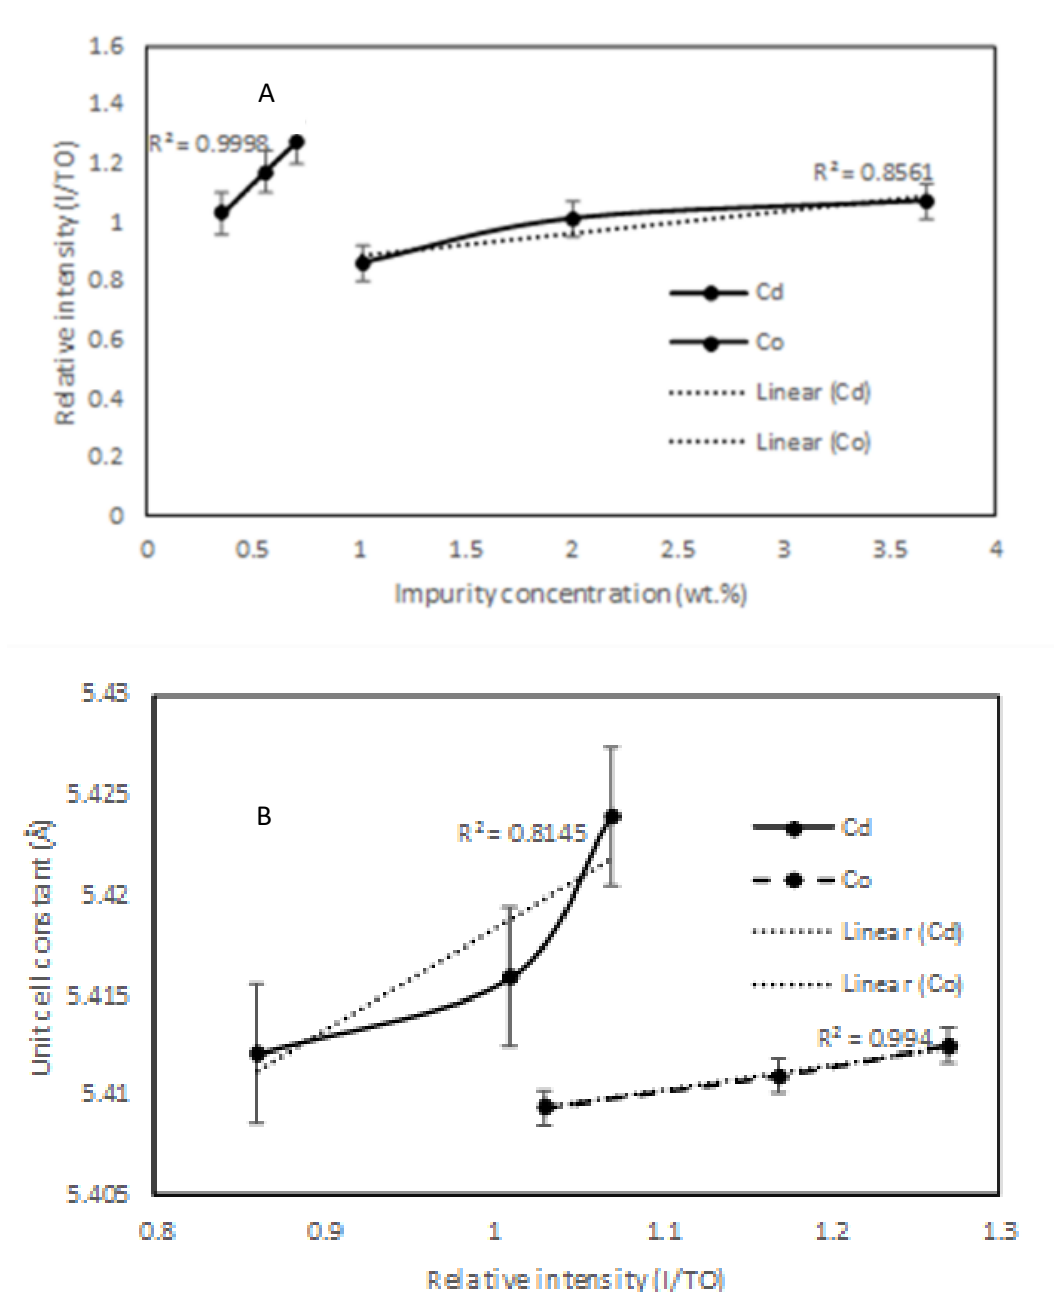 1.6
1.4
1.2
1
0.8
0.6
0.4
0.2
0
Relative intensity (I/TO)
A
R² = 0.9998
R² = 0.8561
Cd
Co
Linear (Cd)
Linear (Co)
0 0.5 1 1.5 2 2.5 3 3.5 4
Impurity concentration (wt.%)
5.43
5.425
5.42
5.415
5.41
5.405
Unit cell constant (Å)
B
R² = 0.8145
Cd
Co
Linear (Cd)
Linear (Co)
R² = 0.994
0.8 0.9 1 1.1 1.2 1.3
Relative intensity (I/TO)